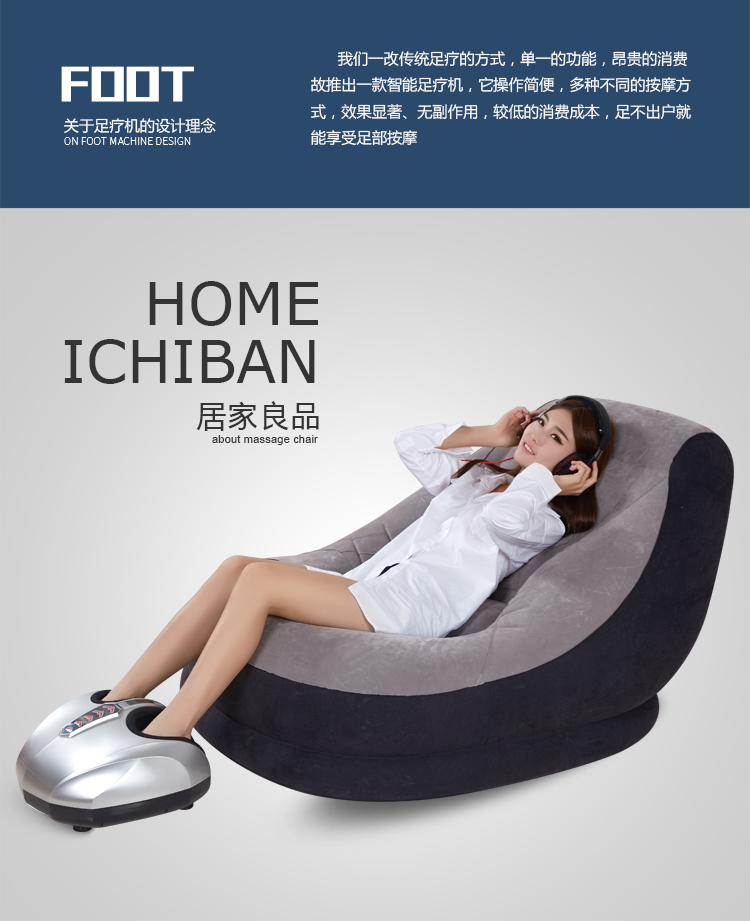 FOOT
关于足疗机的设计理念
ON FOOT MACHINE DESIGN
我们一改传统足疗的方式，单一的功能，昂贵的消费
故推出一款智能足疗机，它操作简便，多种不同的按摩方
式，效果显著、无副作用，较低的消费成本，足不出户就
能享受足部按摩
HOME
ICHIBAN
居家良品
about massage chair